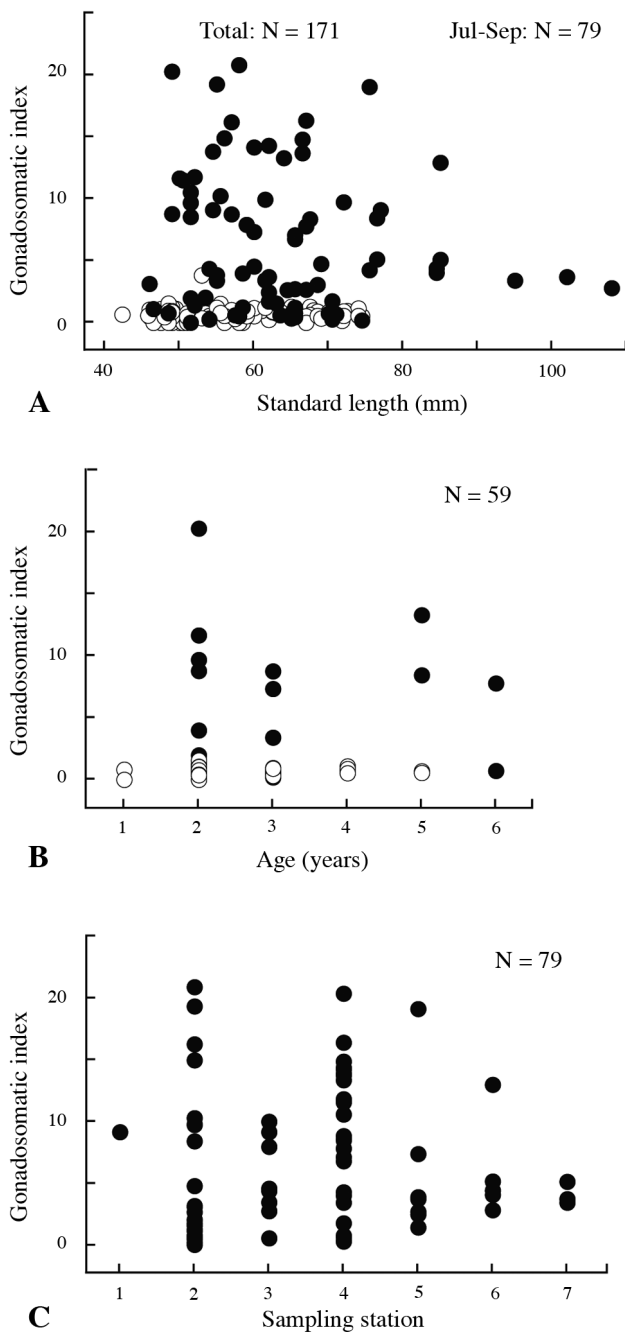 Total: N = 171 Jul-Sep: N = 79
Gonadosomatic index
20
10
0
40 60 80 100
A Standard length (mm)
N = 59
Gonadosomatic index
20
10
0
1 2 3 4 5 6
B Age (years)
N = 79
Gonadosomatic index
20
10
0
1 2 3 4 5 6 7
C Sampling station